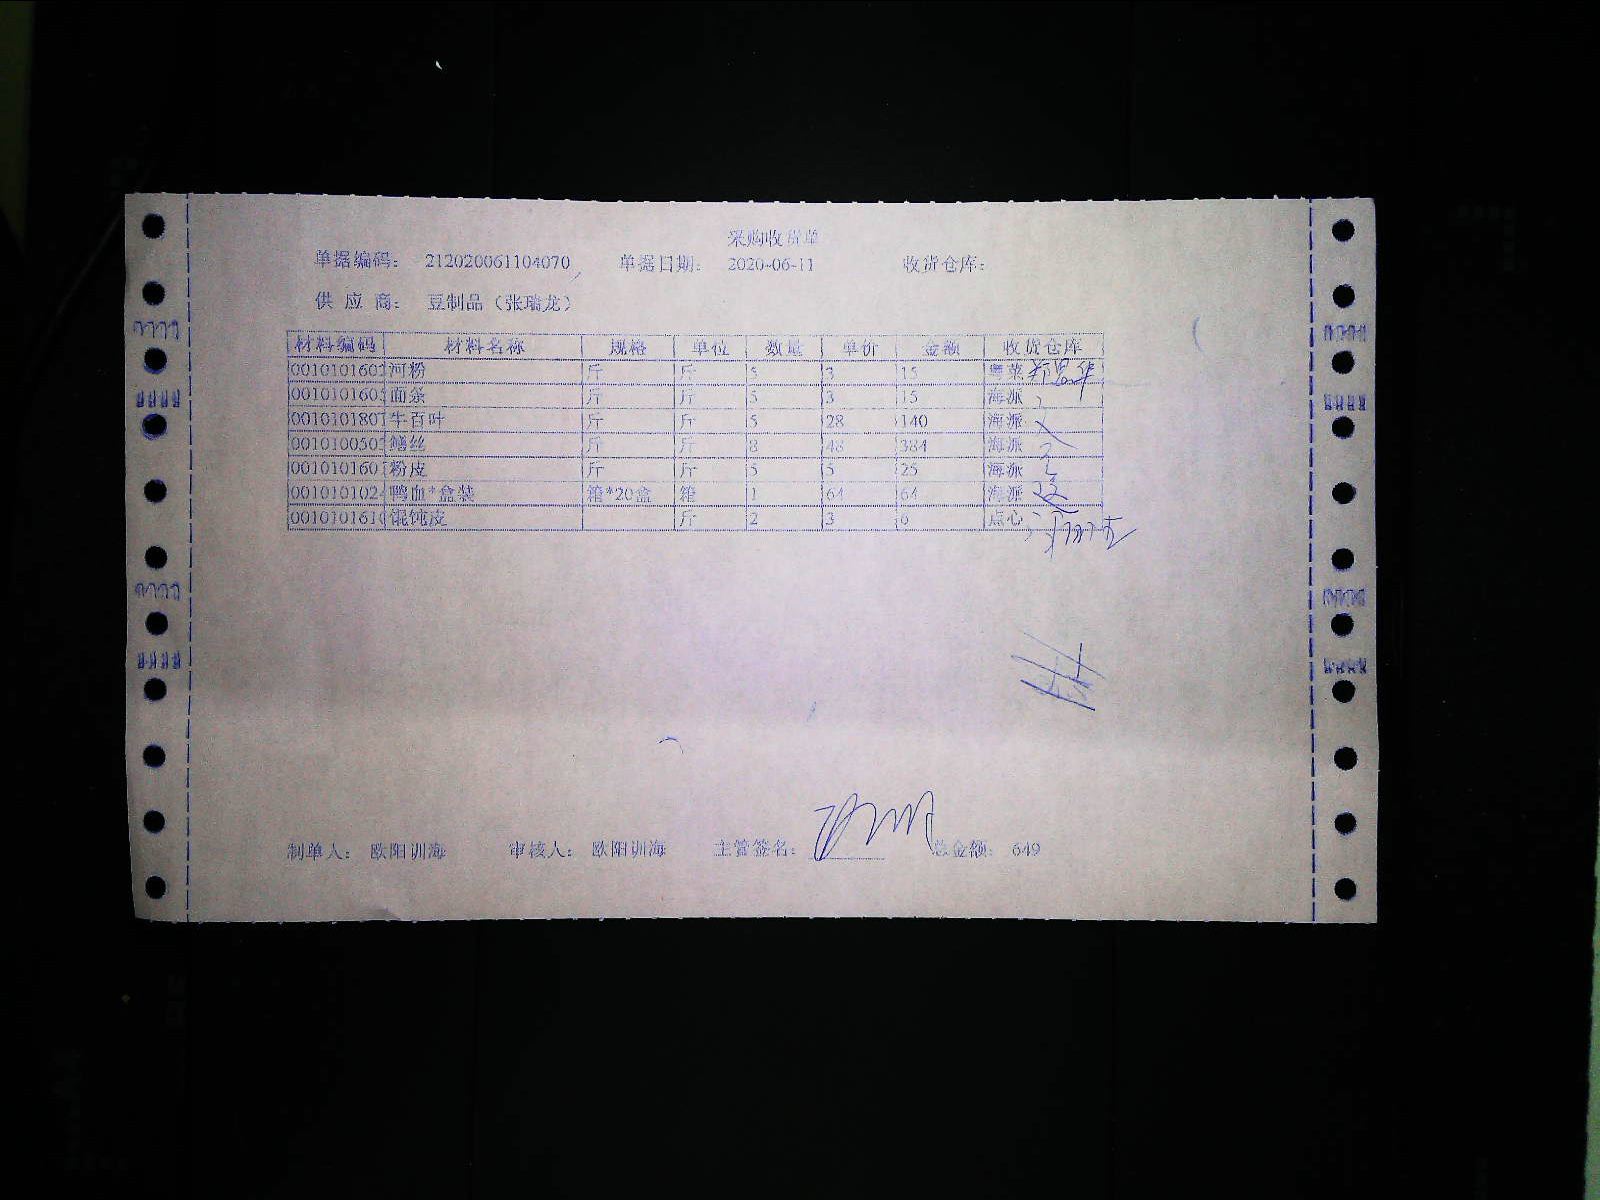 采购收货单
单据编码： 212020061104070 单据日期： 2020-06-11 收货仓库：
供 应 商： 豆制品（张瑞龙）
材料编码 材料名称 规格 单位 数量 单价 金额 收货仓库
0010101602 河粉 斤 斤 5 3 15 粤菜
0010101605 面条 斤 斤 5 3 15 海派
0010101807 牛百叶 斤 斤 5 28 140 海派
0010100505 鳝丝 斤 斤 8 48 384 海派
001010160 粉皮 斤 斤 5 5 25 海派
001010102 鸭血*盒装 箱*20盒 箱 1 64 64 海派
001010161 馄饨皮 斤 2 3 6 点心
制单人： 欧阳训海 审核人： 欧阳训海 主管签名： 总金额： 649